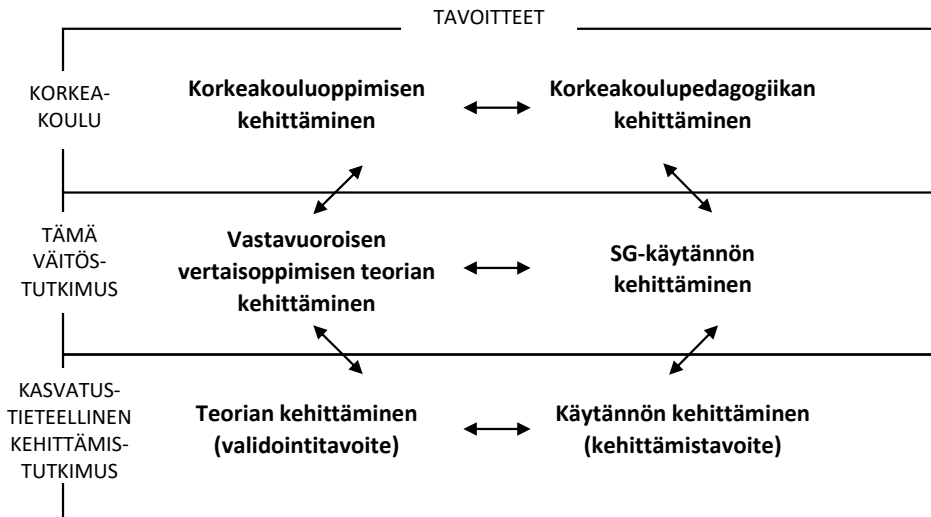 TAVOITTEET
KORKEA-
KOULU
Korkeakouluoppimisen
kehittäminen
Korkeakoulupedagogiikan
kehittäminen
TÄMÄ
VÄITÖS-
TUTKIMUS
Vastavuoroisen
vertaisoppimisen teorian
kehittäminen
SG-käytännön
kehittäminen
KASVATUS-
TIETEELLINEN
KEHITTÄMIS-
TUTKIMUS
Teorian kehittäminen
(validointitavoite)
Käytännön kehittäminen
(kehittämistavoite)